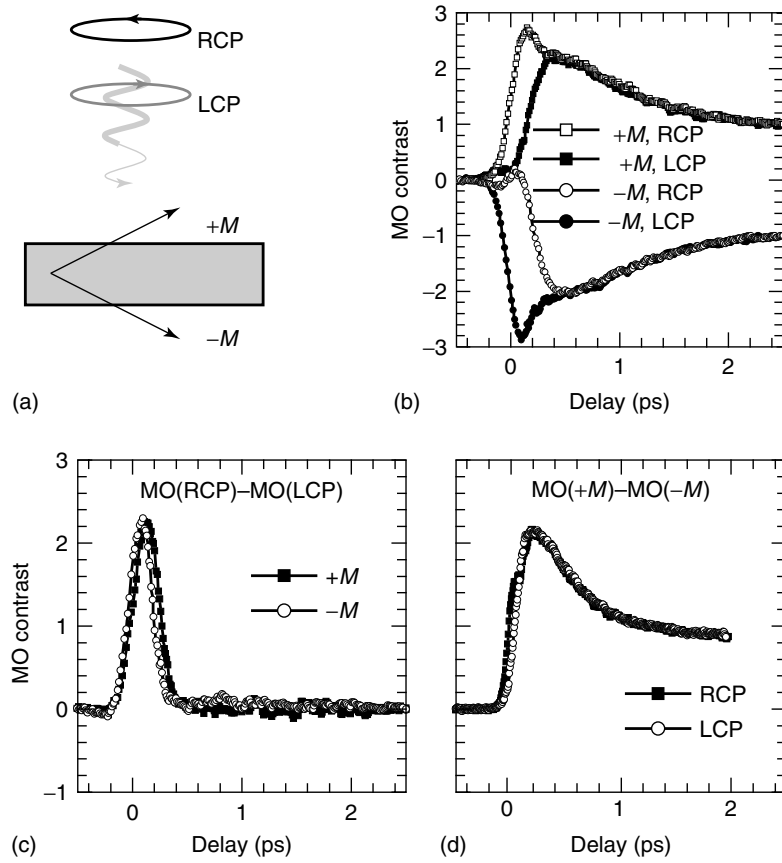 RCP
LCP
+M
−M
(a)
3
2
1
0
−1
−2
−3
MO contrast
+M, RCP
+M, LCP
−M, RCP
−M, LCP
0
1
2
Delay (ps)
(b)
3
2
1
0
−1
MO contrast
MO(RCP)–MO(LCP)
+M
−M
0
1
2
Delay (ps)
(c)
MO(+M)–MO(−M)
RCP
LCP
0
1
2
Delay (ps)
(d)